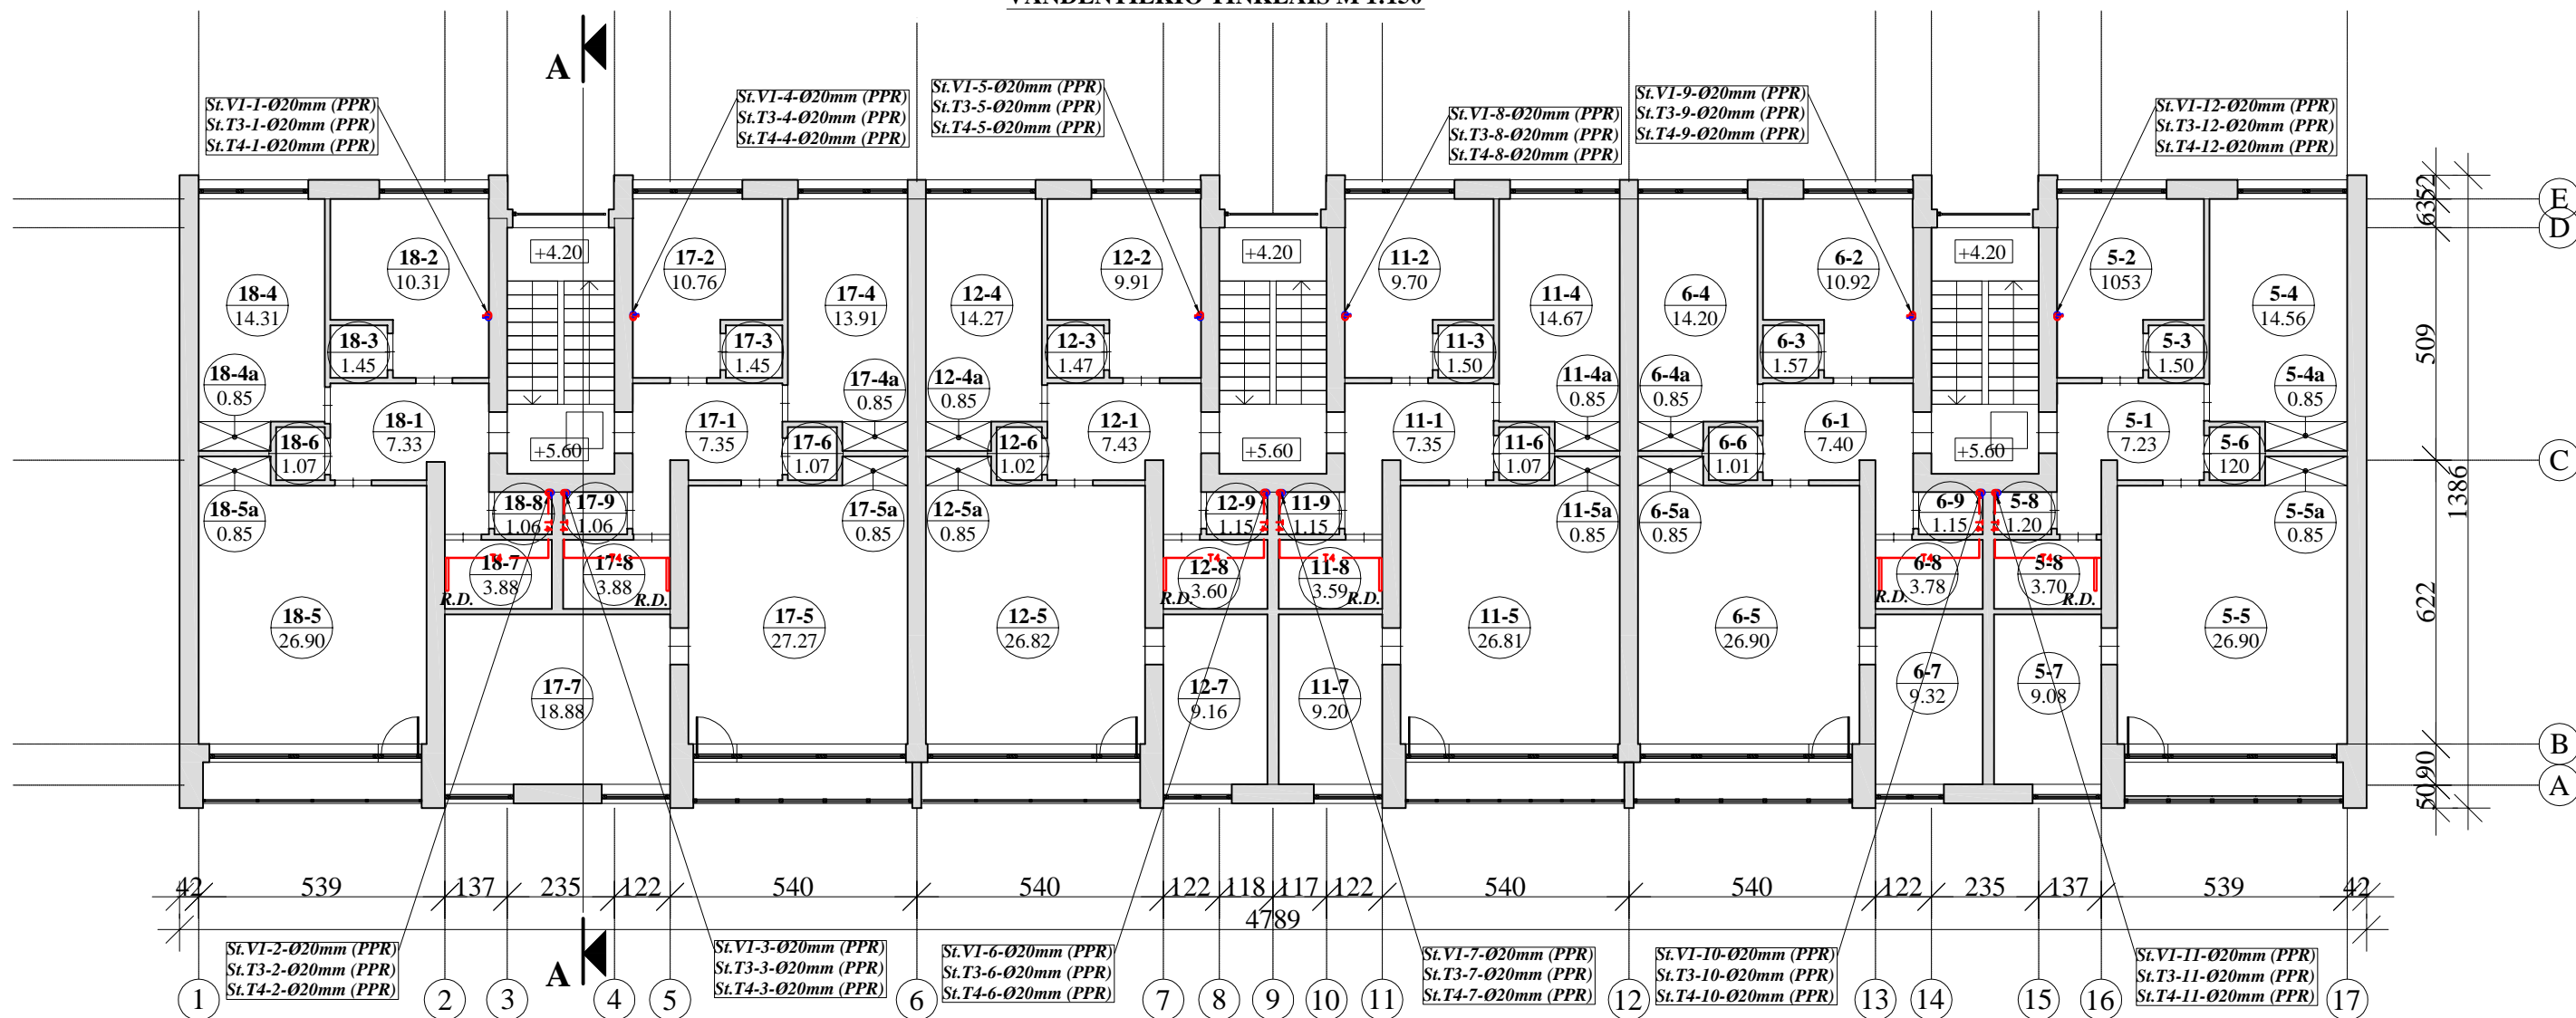 A
St.V1-1-Ø20mm (PPR)
St.T3-1-Ø20mm (PPR)
St.T4-1-Ø20mm (PPR)
St.V1-4-Ø20mm (PPR)
St.T3-4-Ø20mm (PPR)
St.T4-4-Ø20mm (PPR)
St.V1-5-Ø20mm (PPR)
St.T3-5-Ø20mm (PPR)
St.T4-5-Ø20mm (PPR)
St.V1-8-Ø20mm (PPR)
St.T3-8-Ø20mm (PPR)
St.T4-8-Ø20mm (PPR)
St.V1-9-Ø20mm (PPR)
St.T3-9-Ø20mm (PPR)
St.T4-9-Ø20mm (PPR)
St.V1-12-Ø20mm (PPR)
St.T3-12-Ø20mm (PPR)
St.T4-12-Ø20mm (PPR)
18-4
14.31
18-2
10.31
18-3
1.45
18-4a
0.85
18-1
7.33
18-6
1.07
18-5a
0.85
18-8
1.06
18-7
3.88
R.D.
T4
18-5
26.90
+4.20
+5.60
17-2
10.76
17-4
13.91
17-3
1.45
17-4a
0.85
17-1
7.35
17-6
1.07
17-5a
0.85
17-9
1.06
T4
17-8
3.88
R.D.
17-5
27.27
17-7
18.88
12-4
14.27
12-2
9.91
12-3
1.47
12-4a
0.85
12-1
7.43
12-6
1.02
12-5a
0.85
12-9
1.15
T4
12-8
3.60
R.D.
12-5
26.82
12-7
9.16
+4.20
+5.60
11-2
9.70
11-4
14.67
11-3
1.50
11-4a
0.85
11-1
7.35
11-6
1.07
11-5a
0.85
11-9
1.15
T4
11-8
3.59
R.D.
11-5
26.81
11-7
9.20
6-4
14.20
6-2
10.92
6-3
1.57
6-4a
0.85
6-1
7.40
6-6
1.01
6-5a
0.85
6-9
1.15
T4
6-8
3.78
R.D.
6-5
26.90
6-7
9.32
+4.20
+5.60
5-2
1053
5-4
14.56
5-3
1.50
5-4a
0.85
5-1
7.23
5-6
120
5-5a
0.85
5-8
1.20
T4
5-8
3.70
R.D.
5-5
26.90
5-7
9.08
52
63
509
622
90
50
1386
E
D
C
B
A
42
539
137
235
122
540
540
122
118
117
122
540
540
122
235
137
539
42
4789
A
St.V1-2-Ø20mm (PPR)
St.T3-2-Ø20mm (PPR)
St.T4-2-Ø20mm (PPR)
St.V1-3-Ø20mm (PPR)
St.T3-3-Ø20mm (PPR)
St.T4-3-Ø20mm (PPR)
St.V1-6-Ø20mm (PPR)
St.T3-6-Ø20mm (PPR)
St.T4-6-Ø20mm (PPR)
St.V1-7-Ø20mm (PPR)
St.T3-7-Ø20mm (PPR)
St.T4-7-Ø20mm (PPR)
St.V1-10-Ø20mm (PPR)
St.T3-10-Ø20mm (PPR)
St.T4-10-Ø20mm (PPR)
St.V1-11-Ø20mm (PPR)
St.T3-11-Ø20mm (PPR)
St.T4-11-Ø20mm (PPR)
1
2
3
4
5
6
7
8
9
10
11
12
13
14
15
16
17